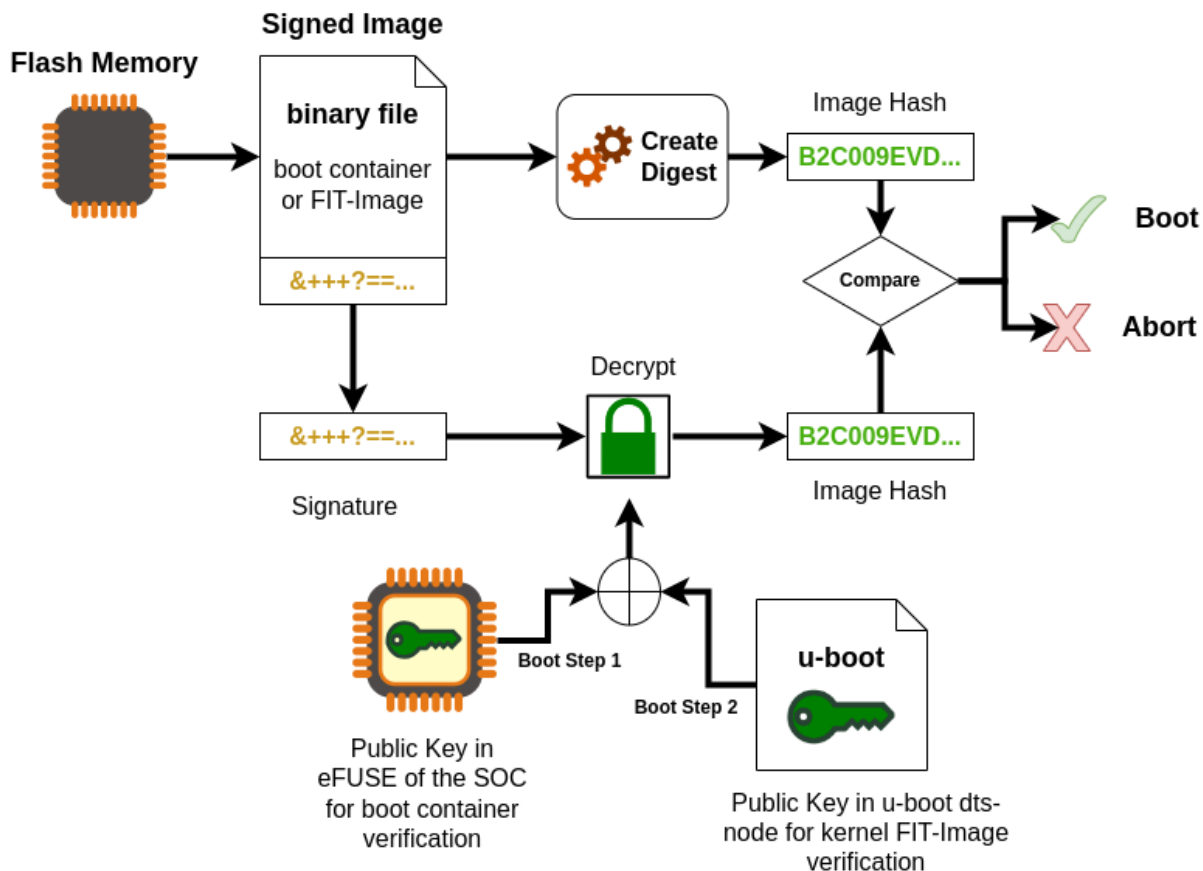 Signed Image
Flash Memory
binary file
boot container
or FIT-Image
&+++?==...
Create
Digest
Image Hash
B2C009EVD...
Compare
Boot
Abort
Decrypt
&+++?==...
Signature
B2C009EVD...
Image Hash
Boot Step 1
Boot Step 2
u-boot
Public Key in
eFUSE of the SOC
for boot container
verification
Public Key in u-boot dts-
node for kernel FIT-Image
verification